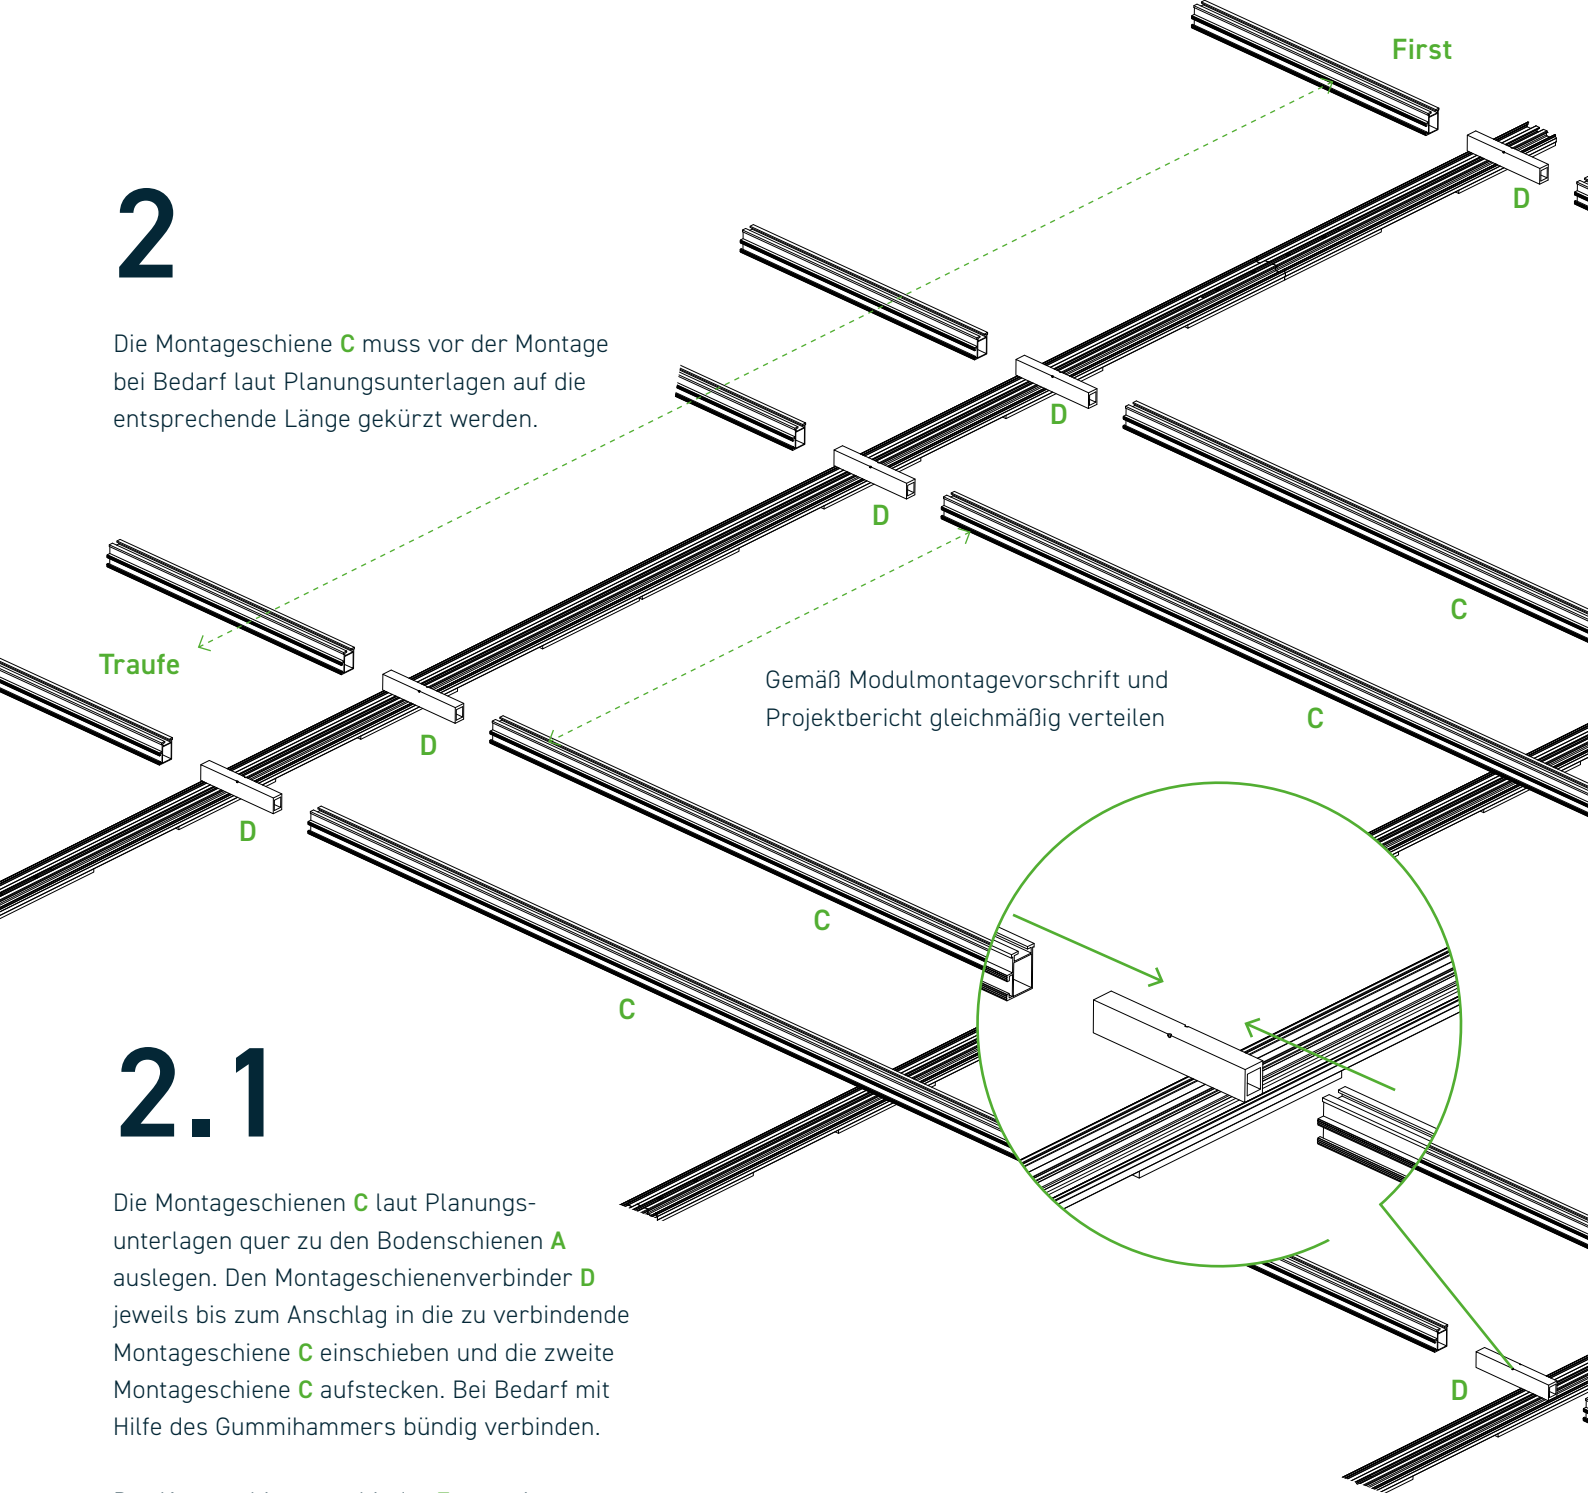 First
D
2
Die Montageschiene C muss vor der Montage
bei Bedarf laut Planungsunterlagen auf die
entsprechende Länge gekürzt werden.
D
D
C
Traufe
Gemäß Modulmontagevorschrift und
Projektbericht gleichmäßig verteilen
C
D
D
C
C
2.1
Die Montageschienen C laut Planungs-
unterlagen quer zu den Bodenschienen A
auslegen. Den Montageschienenverbinder D
jeweils bis zum Anschlag in die zu verbindende
Montageschiene C einschieben und die zweite
Montageschiene C aufstecken. Bei Bedarf mit
Hilfe des Gummihammers bündig verbinden.
D